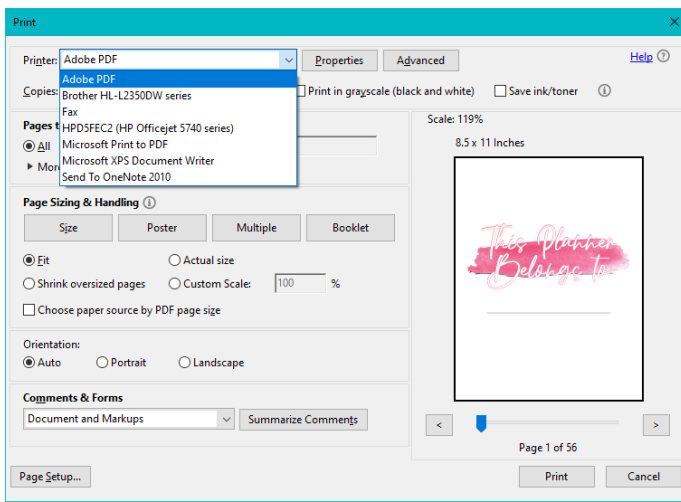 Print
Printer: Adobe PDF Properties Advanced Help
Adobe PDF
Copies: Brother HL-L2350DW series Print in grayscale (black and white) Save ink/toner
Fax
Pages t HPD5FEC2 (HP Officejet 5740 series)
All Microsoft Print to PDF
Mor Microsoft XPS Document Writer
Send To OneNote 2010
Scale: 119%
8.5 x 11 Inches
Page Sizing & Handling
Size Poster Multiple Booklet
Fit Actual size
Shrink oversized pages Custom Scale: 100 %
Choose paper source by PDF page size
Orientation:
Auto Portrait Landscape
Comments & Forms
Document and Markups Summarize Comments
This Planner
Belongs to
< >
Page 1 of 56
Page Setup... Print Cancel